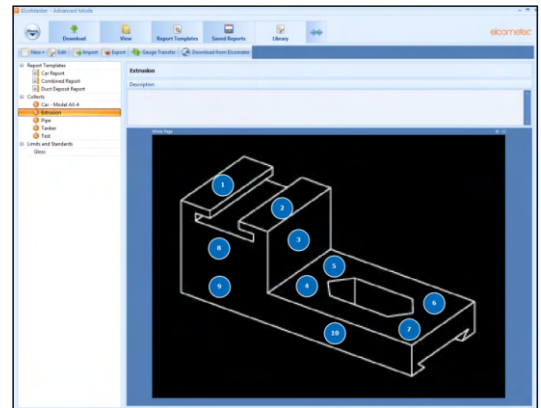 ElcoMaster - Advanced Mode
Download
View
Report Templates
Saved Reports
Library
elcometer
New
Edit
Import
Export
Gauge Transfer
Download from Elcometer
Report Templates
Car Report
Combined Report
Duct Deposit Report
Collects
Car - Model AX-4
Extrusion
Pipe
Tanker
Test
Limits and Standards
Gloss
Extrusion
Description
Whole Page
1
2
3
8
5
4
9
6
7
10